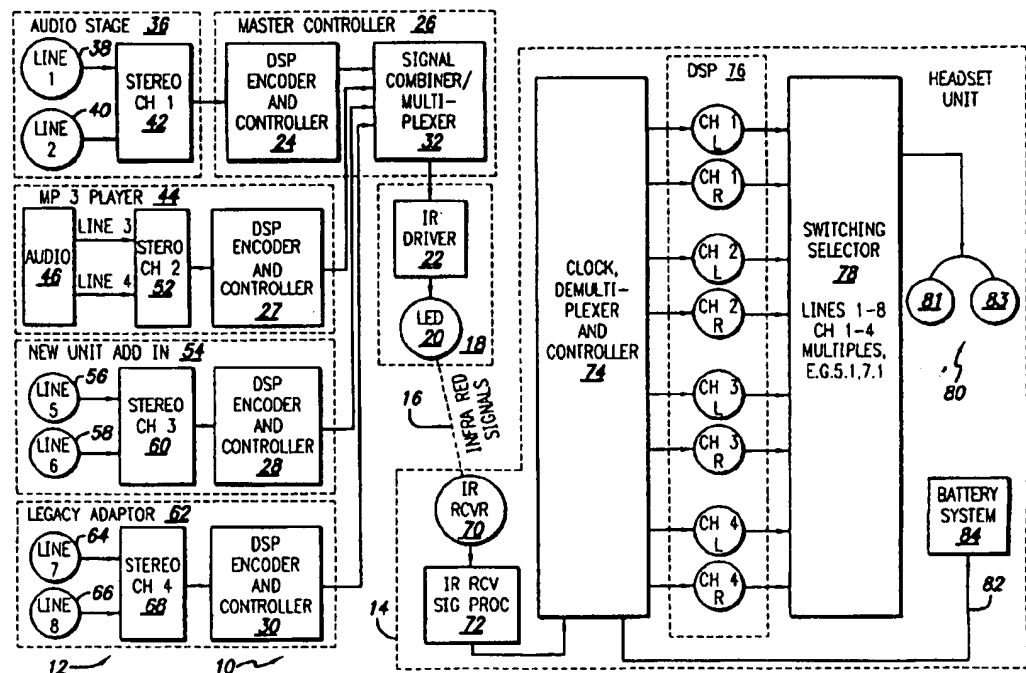 AUDIO STAGE 36
LINE 1
38
LINE 2
40
STEREO
CH 1
42
MASTER CONTROLLER 26
DSP
ENCODER
AND
CONTROLLER
24
SIGNAL
COMBINER/
MULTI-
PLEXER
32
MP 3 PLAYER 44
AUDIO
46
LINE 3
LINE 4
STEREO
CH 2
52
DSP
ENCODER
AND
CONTROLLER
27
IR
DRIVER
22
LED
20
18
NEW UNIT ADD IN 54
LINE
5
56
LINE
6
58
STEREO
CH 3
60
DSP
ENCODER
AND
CONTROLLER
28
16
INFRA RED
SIGNALS
LEGACY ADAPTOR 62
LINE
7
64
LINE
8
66
STEREO
CH 4
68
DSP
ENCODER
AND
CONTROLLER
30
12
10
IR
RCVR
70
IR RCV
SIG PROC
72
14
CLOCK,
DEMULTI-
PLEXER
AND
CONTROLLER
74
DSP 76
CH 1
L
CH 1
R
CH 2
L
CH 2
R
CH 3
L
CH 3
R
CH 4
L
CH 4
R
SWITCHING
SELECTOR
78
LINES 1-8
CH 1-4
MULTIPLES,
E.G.5.1,7.1
HEADSET
UNIT
81
83
80
BATTERY
SYSTEM
84
82